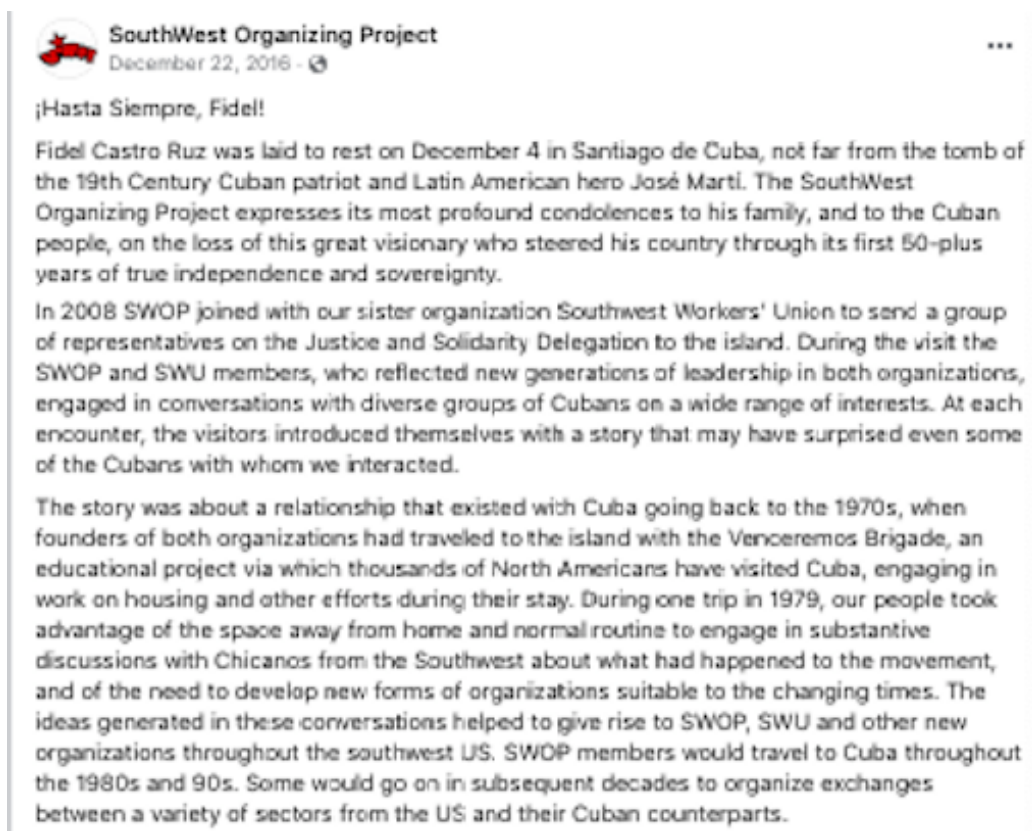 SouthWest Organizing Project
December 22, 2016 ·
¡Hasta Siempre, Fidel!
Fidel Castro Ruz was laid to rest on December 4 in Santiago de Cuba, not far from the tomb of
the 19th Century Cuban patriot and Latin American hero José Martí. The SouthWest
Organizing Project expresses its most profound condolences to his family, and to the Cuban
people, on the loss of this great visionary who steered his country through its first 50-plus
years of true independence and sovereignty.
In 2008 SWOP joined with our sister organization Southwest Workers' Union to send a group
of representatives on the Justice and Solidarity Delegation to the island. During the visit the
SWOP and SWU members, who reflected new generations of leadership in both organizations,
engaged in conversations with diverse groups of Cubans on a wide range of interests. At each
encounter, the visitors introduced themselves with a story that may have surprised even some
of the Cubans with whom we interacted.
The story was about a relationship that existed with Cuba going back to the 1970s, when
founders of both organizations had traveled to the island with the Venceremos Brigade, an
educational project via which thousands of North Americans have visited Cuba, engaging in
work on housing and other efforts during their stay. During one trip in 1979, our people took
advantage of the space away from home and normal routine to engage in substantive
discussions with Chicanos from the Southwest about what had happened to the movement,
and of the need to develop new forms of organizations suitable to the changing times. The
ideas generated in these conversations helped to give rise to SWOP, SWU and other new
organizations throughout the southwest US. SWOP members would travel to Cuba throughout
the 1980s and 90s. Some would go on in subsequent decades to organize exchanges
between a variety of sectors from the US and their Cuban counterparts.